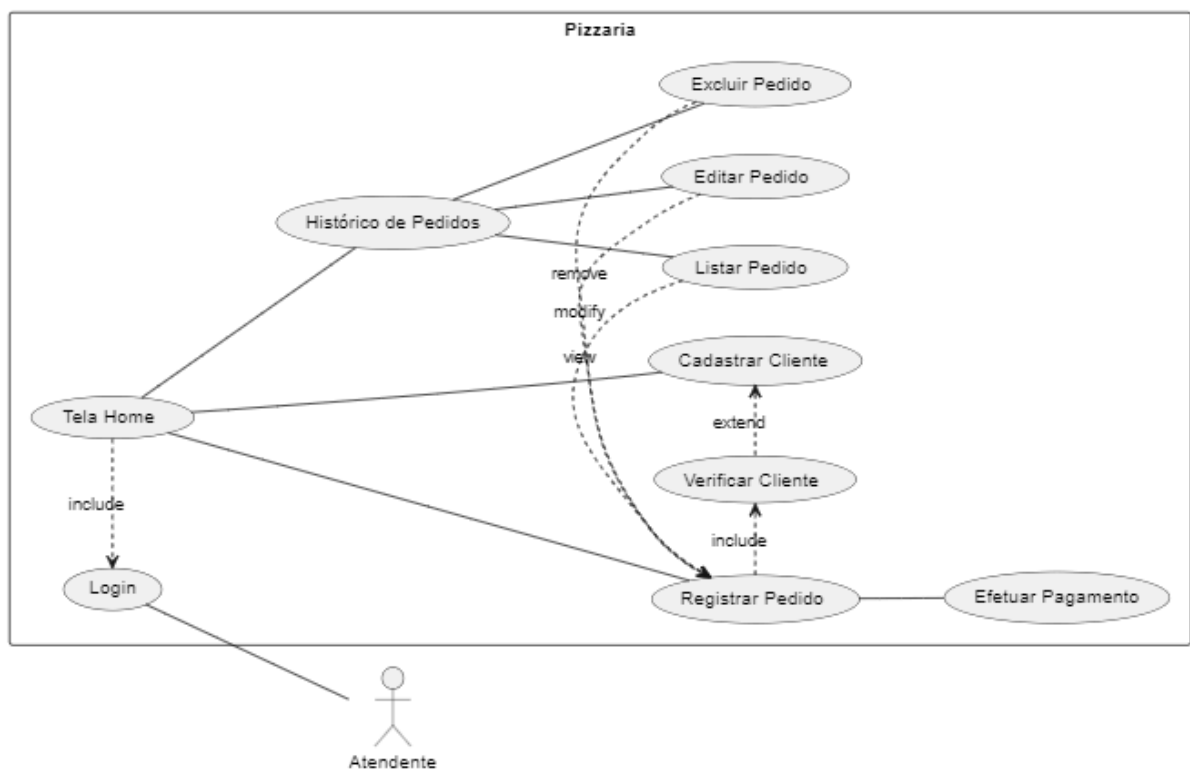 Pizzaria
Excluir Pedido
Editar Pedido
Histórico de Pedidos
Listar Pedido
remove
modify
view
Cadastrar Cliente
Tela Home
extend
Verificar Cliente
include
include
Login
Registrar Pedido
Efetuar Pagamento
Atendente